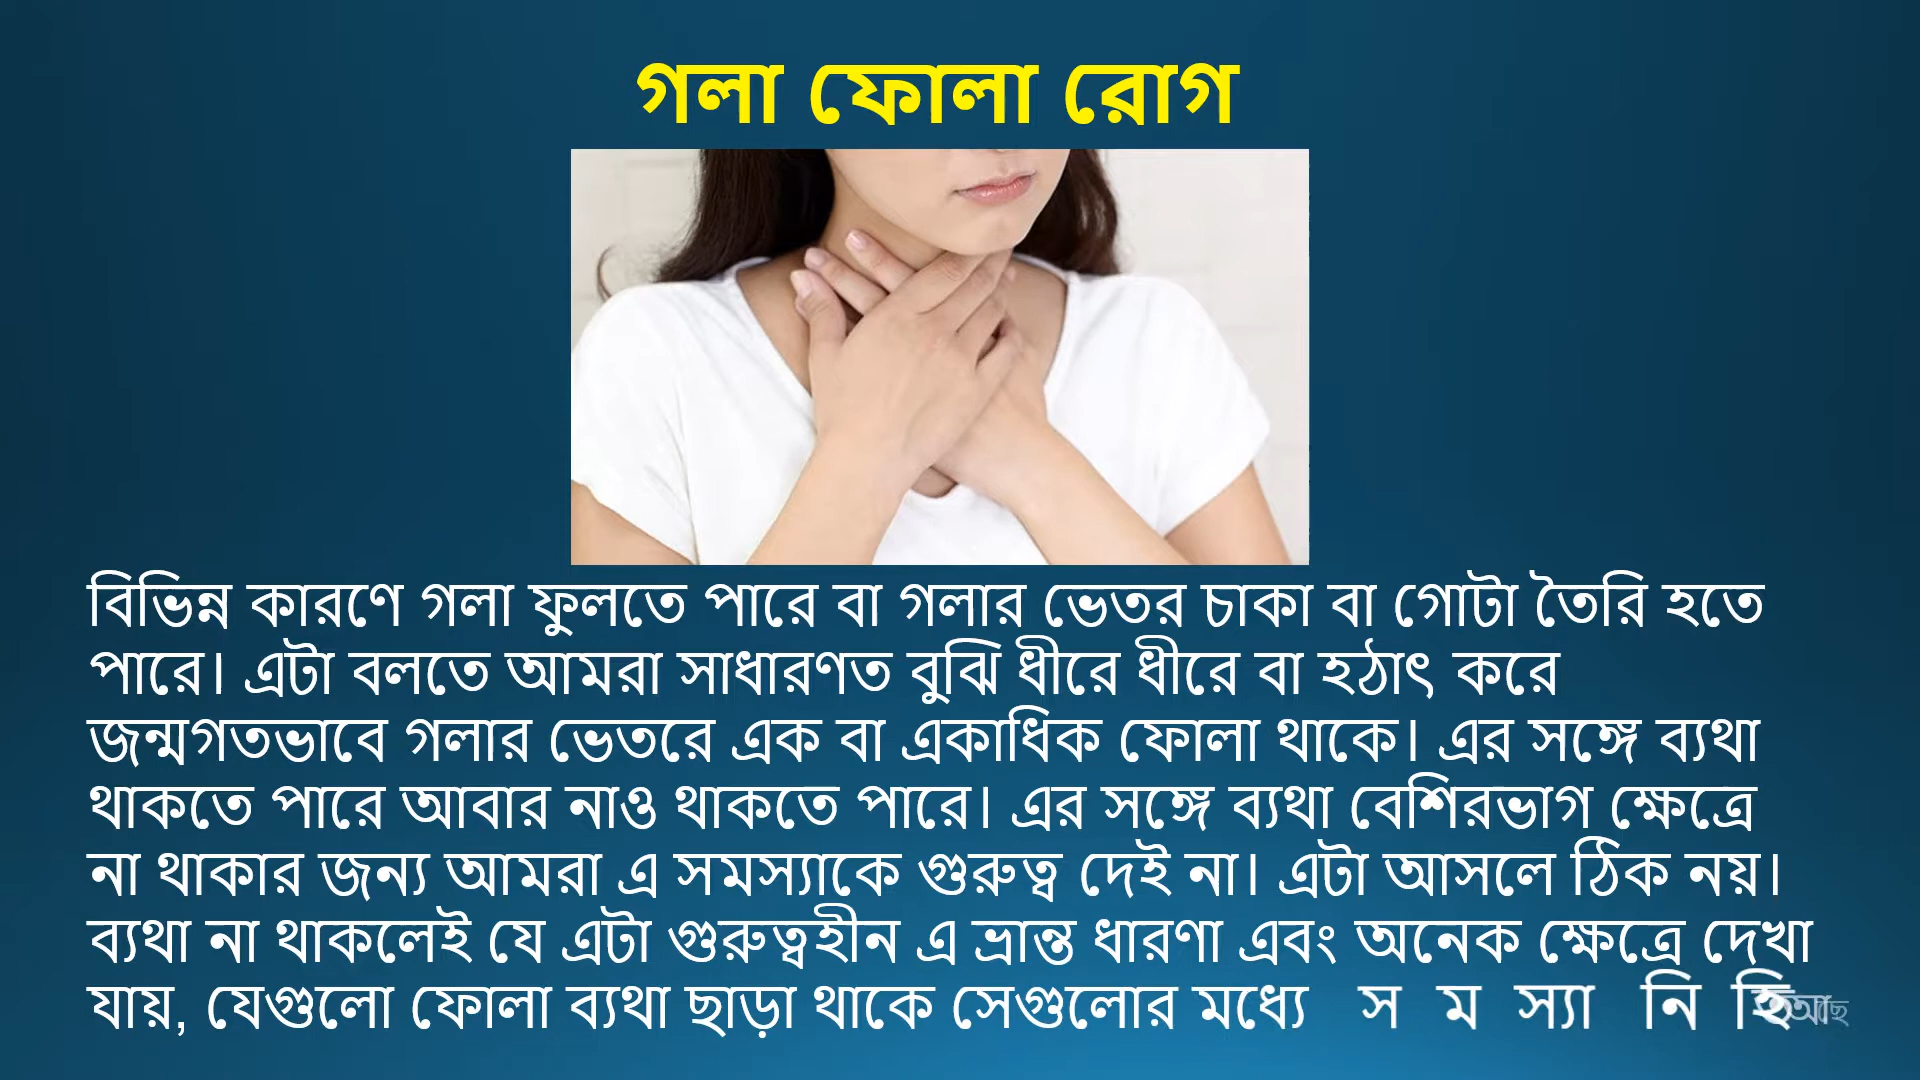 গলা ফোলা রোগ
বিভিন্ন কারণে গলা ফুলতে পারে বা গলার ভেতর চাকা বা গোটা তৈরি হতে
পারে। এটা বলতে আমরা সাধারণত বুঝি ধীরে ধীরে বা হঠাৎ করে
জন্মগতভাবে গলার ভেতরে এক বা একাধিক ফোলা থাকে। এর সঙ্গে ব্যথা
থাকতে পারে আবার নাও থাকতে পারে। এর সঙ্গে ব্যথা বেশিরভাগ ক্ষেত্রে
না থাকার জন্য আমরা এ সমস্যাকে গুরুত্ব দেই না। এটা আসলে ঠিক নয়।
ব্যথা না থাকলেই যে এটা গুরুত্বহীন এ ভ্রান্ত ধারণা এবং অনেক ক্ষেত্রে দেখা
যায়, যেগুলো ফোলা ব্যথা ছাড়া থাকে সেগুলোর মধ্যে সমস্যা